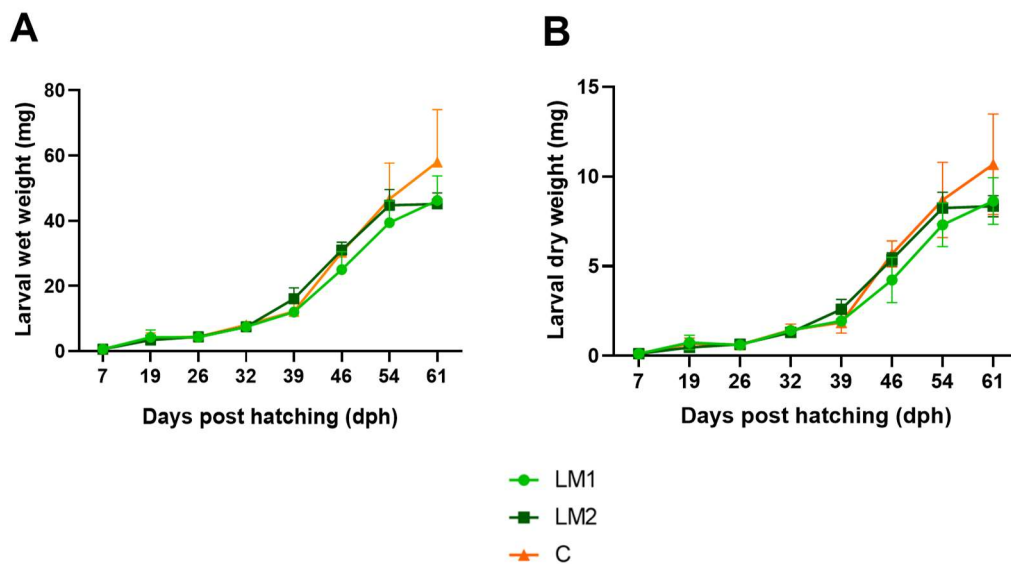 A
Larval wet weight (mg)
80
60
40
20
0
7 19 26 32 39 46 54 61
Days post hatching (dph)
B
Larval dry weight (mg)
15
10
5
0
7 19 26 32 39 46 54 61
Days post hatching (dph)
LM1
LM2
C